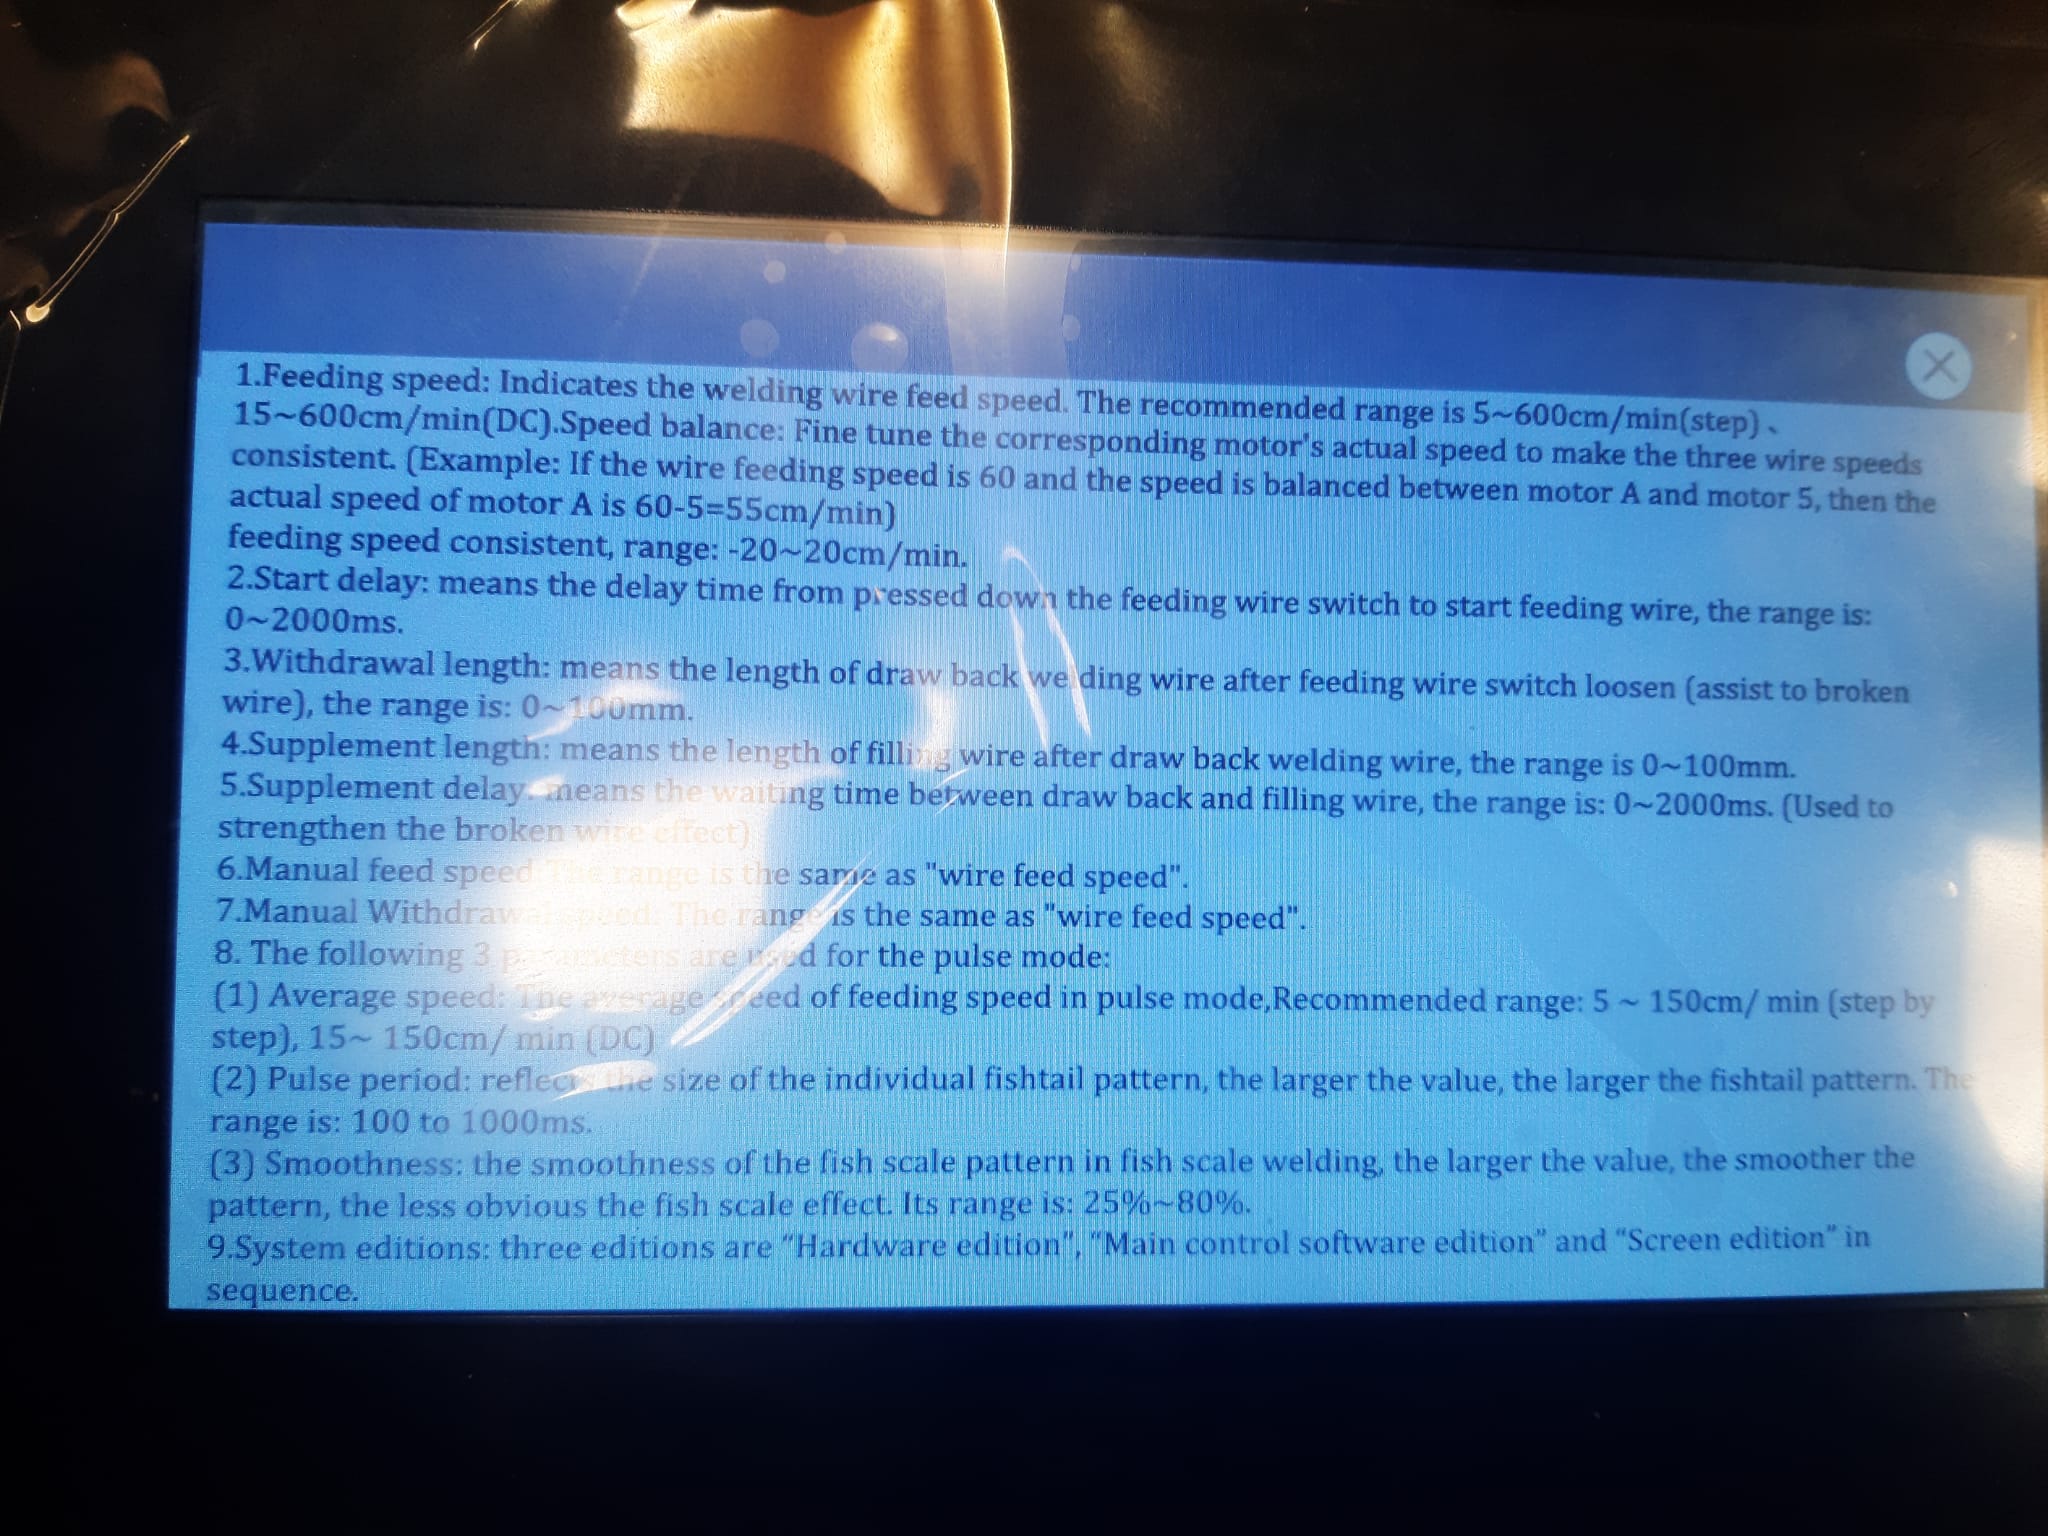 1.Feeding speed: Indicates the welding wire feed speed. The recommended range is 5~600cm/min(step)、
15~600cm/min(DC).Speed balance: Fine tune the corresponding motor's actual speed to make the three wire speeds
consistent. (Example: If the wire feeding speed is 60 and the speed is balanced between motor A and motor 5, then the
actual speed of motor A is 60-5=55cm/min)
feeding speed consistent, range: -20~20cm/min.
2.Start delay: means the delay time from pressed down the feeding wire switch to start feeding wire, the range is:
0~2000ms.
3.Withdrawal length: means the length of draw back welding wire after feeding wire switch loosen (assist to broken
wire), the range is: 0~100mm.
4.Supplement length: means the length of filling wire after draw back welding wire, the range is 0~100mm.
5.Supplement delay: means the waiting time between draw back and filling wire, the range is: 0~2000ms. (Used to
strengthen the broken wire effect)
6.Manual feed speed The range is the same as "wire feed speed".
7.Manual Withdrawal speed: The range is the same as "wire feed speed".
8. The following 3 parameters are used for the pulse mode:
(1) Average speed: The average speed of feeding speed in pulse mode,Recommended range: 5 ~ 150cm/ min (step by
step), 15~ 150cm/ min (DC)
(2) Pulse period: reflects the size of the individual fishtail pattern, the larger the value, the larger the fishtail pattern. The
range is: 100 to 1000ms.
(3) Smoothness: the smoothness of the fish scale pattern in fish scale welding, the larger the value, the smoother the
pattern, the less obvious the fish scale effect. Its range is: 25%~80%.
9.System editions: three editions are "Hardware edition", "Main control software edition" and "Screen edition" in
sequence.